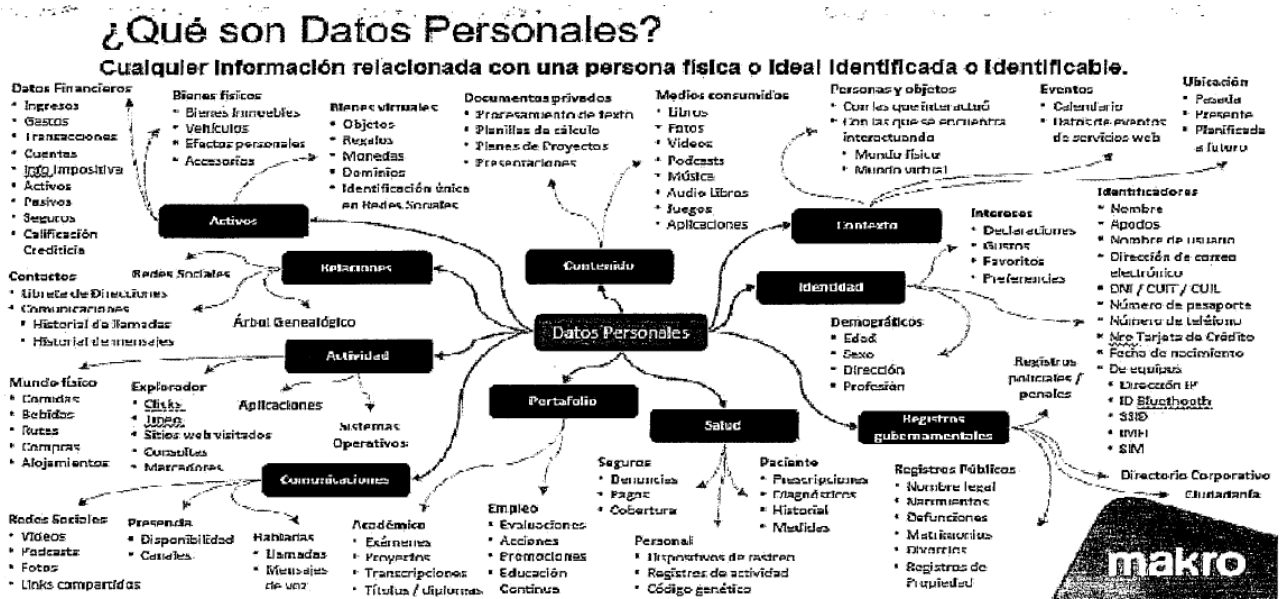 ¿Qué son Datos Personales?
Cualquier información relacionada con una persona física o ideal identificada o identificable.
Datos Financieros
• Ingresos
• Gastos
• Transacciones
• Cuentas
• Info impositiva
• Activos
• Pasivos
• Seguros
• Calificación
Crediticia
Bienes físicos
• Bienes Inmuebles
• Vehículos
• Efectos personales
• Accesorios
Bienes virtuales
• Objetos
• Regalos
• Monedas
• Dominios
• Identificación única
en Redes Sociales
Documentos privados
• Procesamiento de texto
• Planillas de cálculo
• Planes de Proyectos
• Presentaciones
Medios consumidos
• Libros
• Fotos
• Videos
• Podcasts
• Música
• Audio Libros
• Juegos
• Aplicaciones
Personas y objetos
• Con las que interactuó
• Con las que se encuentra
interactuando
• Mundo físico
• Mundo virtual
Eventos
• Calendario
• Datos de eventos
de servicios web
Ubicación
• Pasada
• Presente
• Planificada
a futuro
Activos
Contenido
Contexto
Relaciones
Redes Sociales
Árbol Genealógico
Contactos
• Libreta de Direcciones
• Comunicaciones
• Historial de llamadas
• Historial de mensajes
Identidad
Intereses
• Declaraciones
• Gustos
• Favoritos
• Preferencias
Identificadores
• Nombre
• Apodos
• Nombre de usuario
• Dirección de correo
electrónico
• DNI / CUIT / CUIL
• Número de pasaporte
• Número de teléfono
• Nro Tarjeta de Crédito
• Fecha de nacimiento
• De equipos
• Dirección IP
• ID Bluethooth
• SSID
• IMEI
• SIM
Demográficos
• Edad
• Sexo
• Dirección
• Profesión
Datos Personales
Actividad
Mundo físico
• Comidas
• Bebidas
• Rutas
• Compras
• Alojamientos
Explorador
• Clicks
• Sitios web visitados
• Consultas
• Marcadores
Aplicaciones
Sistemas
Operativos
Portafolio
Salud
Registros
gubernamentales
Registros
policiales /
penales
Directorio Corporativo
Ciudadanía
Registros Públicos
• Nombre legal
• Nacimientos
• Defunciones
• Matrimonios
• Divorcios
• Registros de
Propiedad
Comunicaciones
Redes Sociales
• Videos
• Podcasts
• Fotos
• Links compartidos
Presencia
• Disponibilidad
• Canales
Habladas
• Llamadas
• Mensajes
de voz
Académico
• Exámenes
• Proyectos
• Transcripciones
• Títulos / diplomas
Empleo
• Evaluaciones
• Acciones
• Promociones
• Educación
Continua
Seguros
• Denuncias
• Pagos
• Cobertura
Paciente
• Prescripciones
• Diagnósticos
• Historial
• Medidas
Personal
• Dispositivos de rastreo
• Registros de actividad
• Código genético
makro